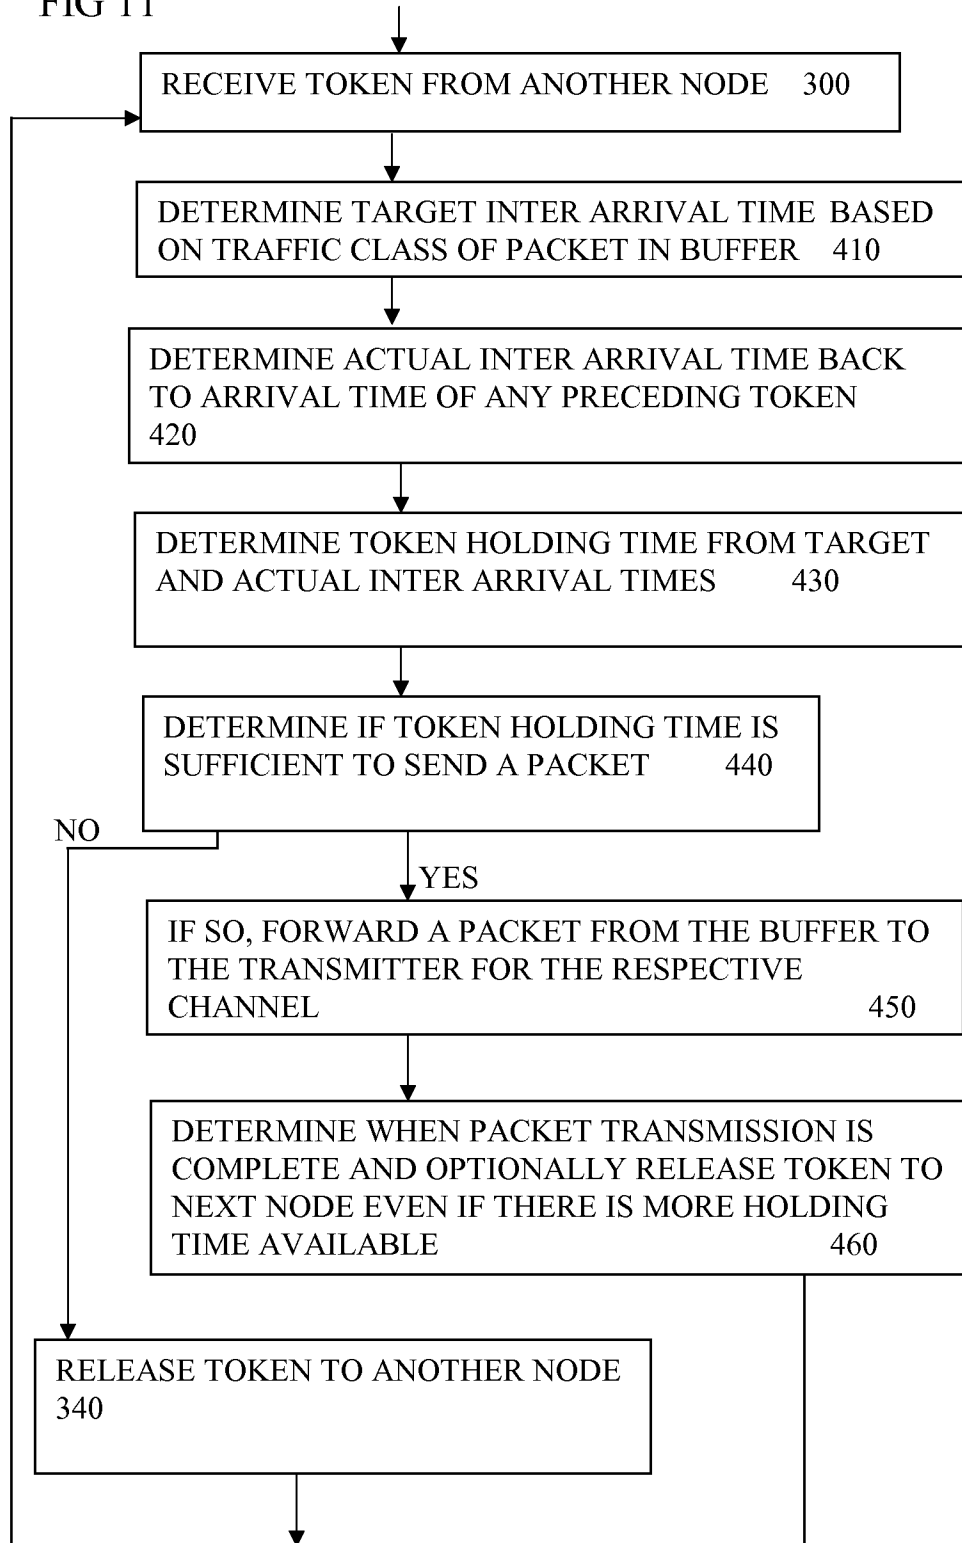 FIG 11
RECEIVE TOKEN FROM ANOTHER NODE 300
DETERMINE TARGET INTER ARRIVAL TIME BASED
ON TRAFFIC CLASS OF PACKET IN BUFFER 410
DETERMINE ACTUAL INTER ARRIVAL TIME BACK
TO ARRIVAL TIME OF ANY PRECEDING TOKEN
420
DETERMINE TOKEN HOLDING TIME FROM TARGET
AND ACTUAL INTER ARRIVAL TIMES 430
DETERMINE IF TOKEN HOLDING TIME IS
SUFFICIENT TO SEND A PACKET 440
NO
YES
IF SO, FORWARD A PACKET FROM THE BUFFER TO
THE TRANSMITTER FOR THE RESPECTIVE
CHANNEL 450
DETERMINE WHEN PACKET TRANSMISSION IS
COMPLETE AND OPTIONALLY RELEASE TOKEN TO
NEXT NODE EVEN IF THERE IS MORE HOLDING
TIME AVAILABLE 460
RELEASE TOKEN TO ANOTHER NODE
340